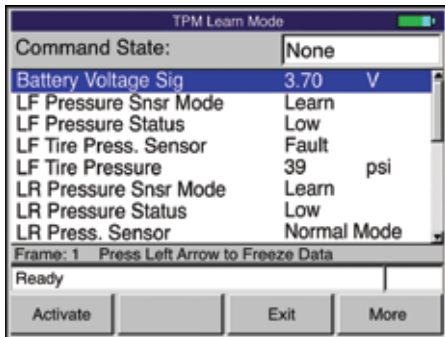 TPM Learn Mode
Command State: None
Battery Voltage Sig 3.70 V
LF Pressure Snsr Mode Learn
LF Pressure Status Low
LF Tire Press. Sensor Fault
LF Tire Pressure 39 psi
LR Pressure Snsr Mode Learn
LR Pressure Status Low
LR Press. Sensor Normal Mode
Frame: 1 Press Left Arrow to Freeze Data
Ready
Activate Exit More